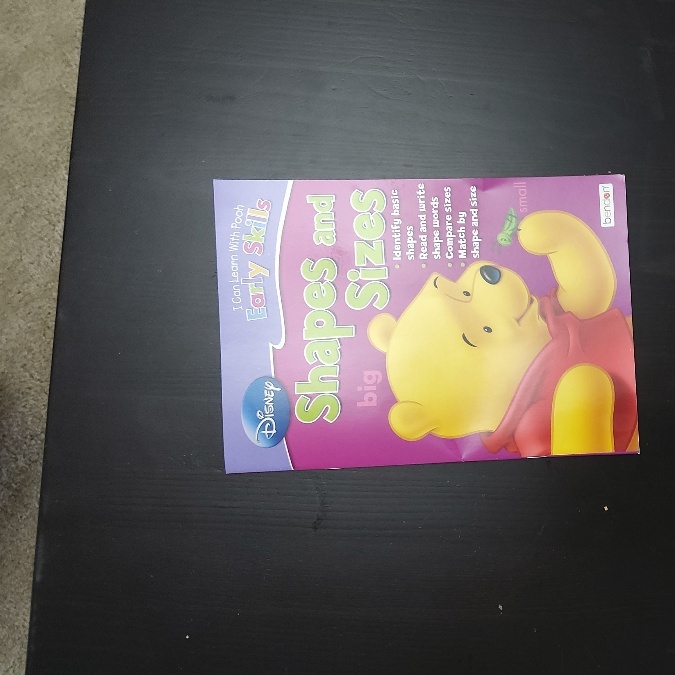 I Can Learn With Pooh
Early Skills
Disney
Shapes and
Sizes
• Identify basic
shapes
• Read and write
shape words
• Compare sizes
• Match by
shape and size
big
small
bendon